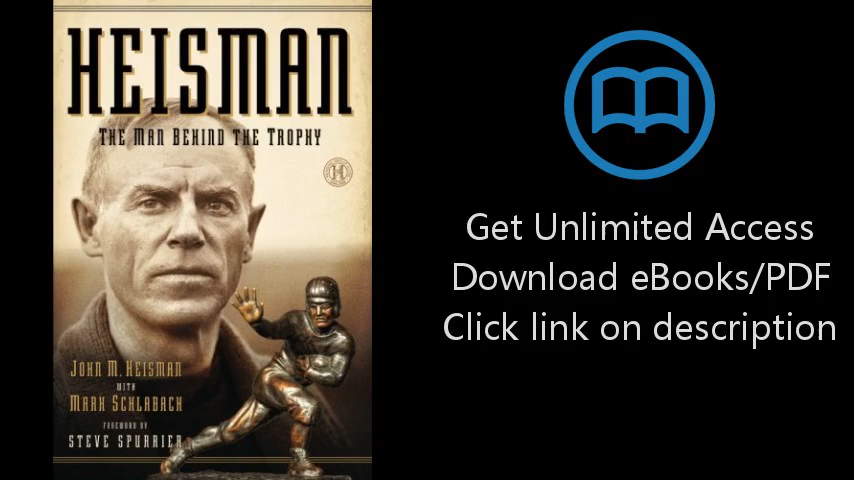 HEISMAN
THE MAN BEHIND THE TROPHY
H
JOHN M. HEISMAN
WITH
MARK SCHLABACH
FOREWORD BY
STEVE SPURRIER
Get Unlimited Access
Download eBooks/PDF
Click link on description